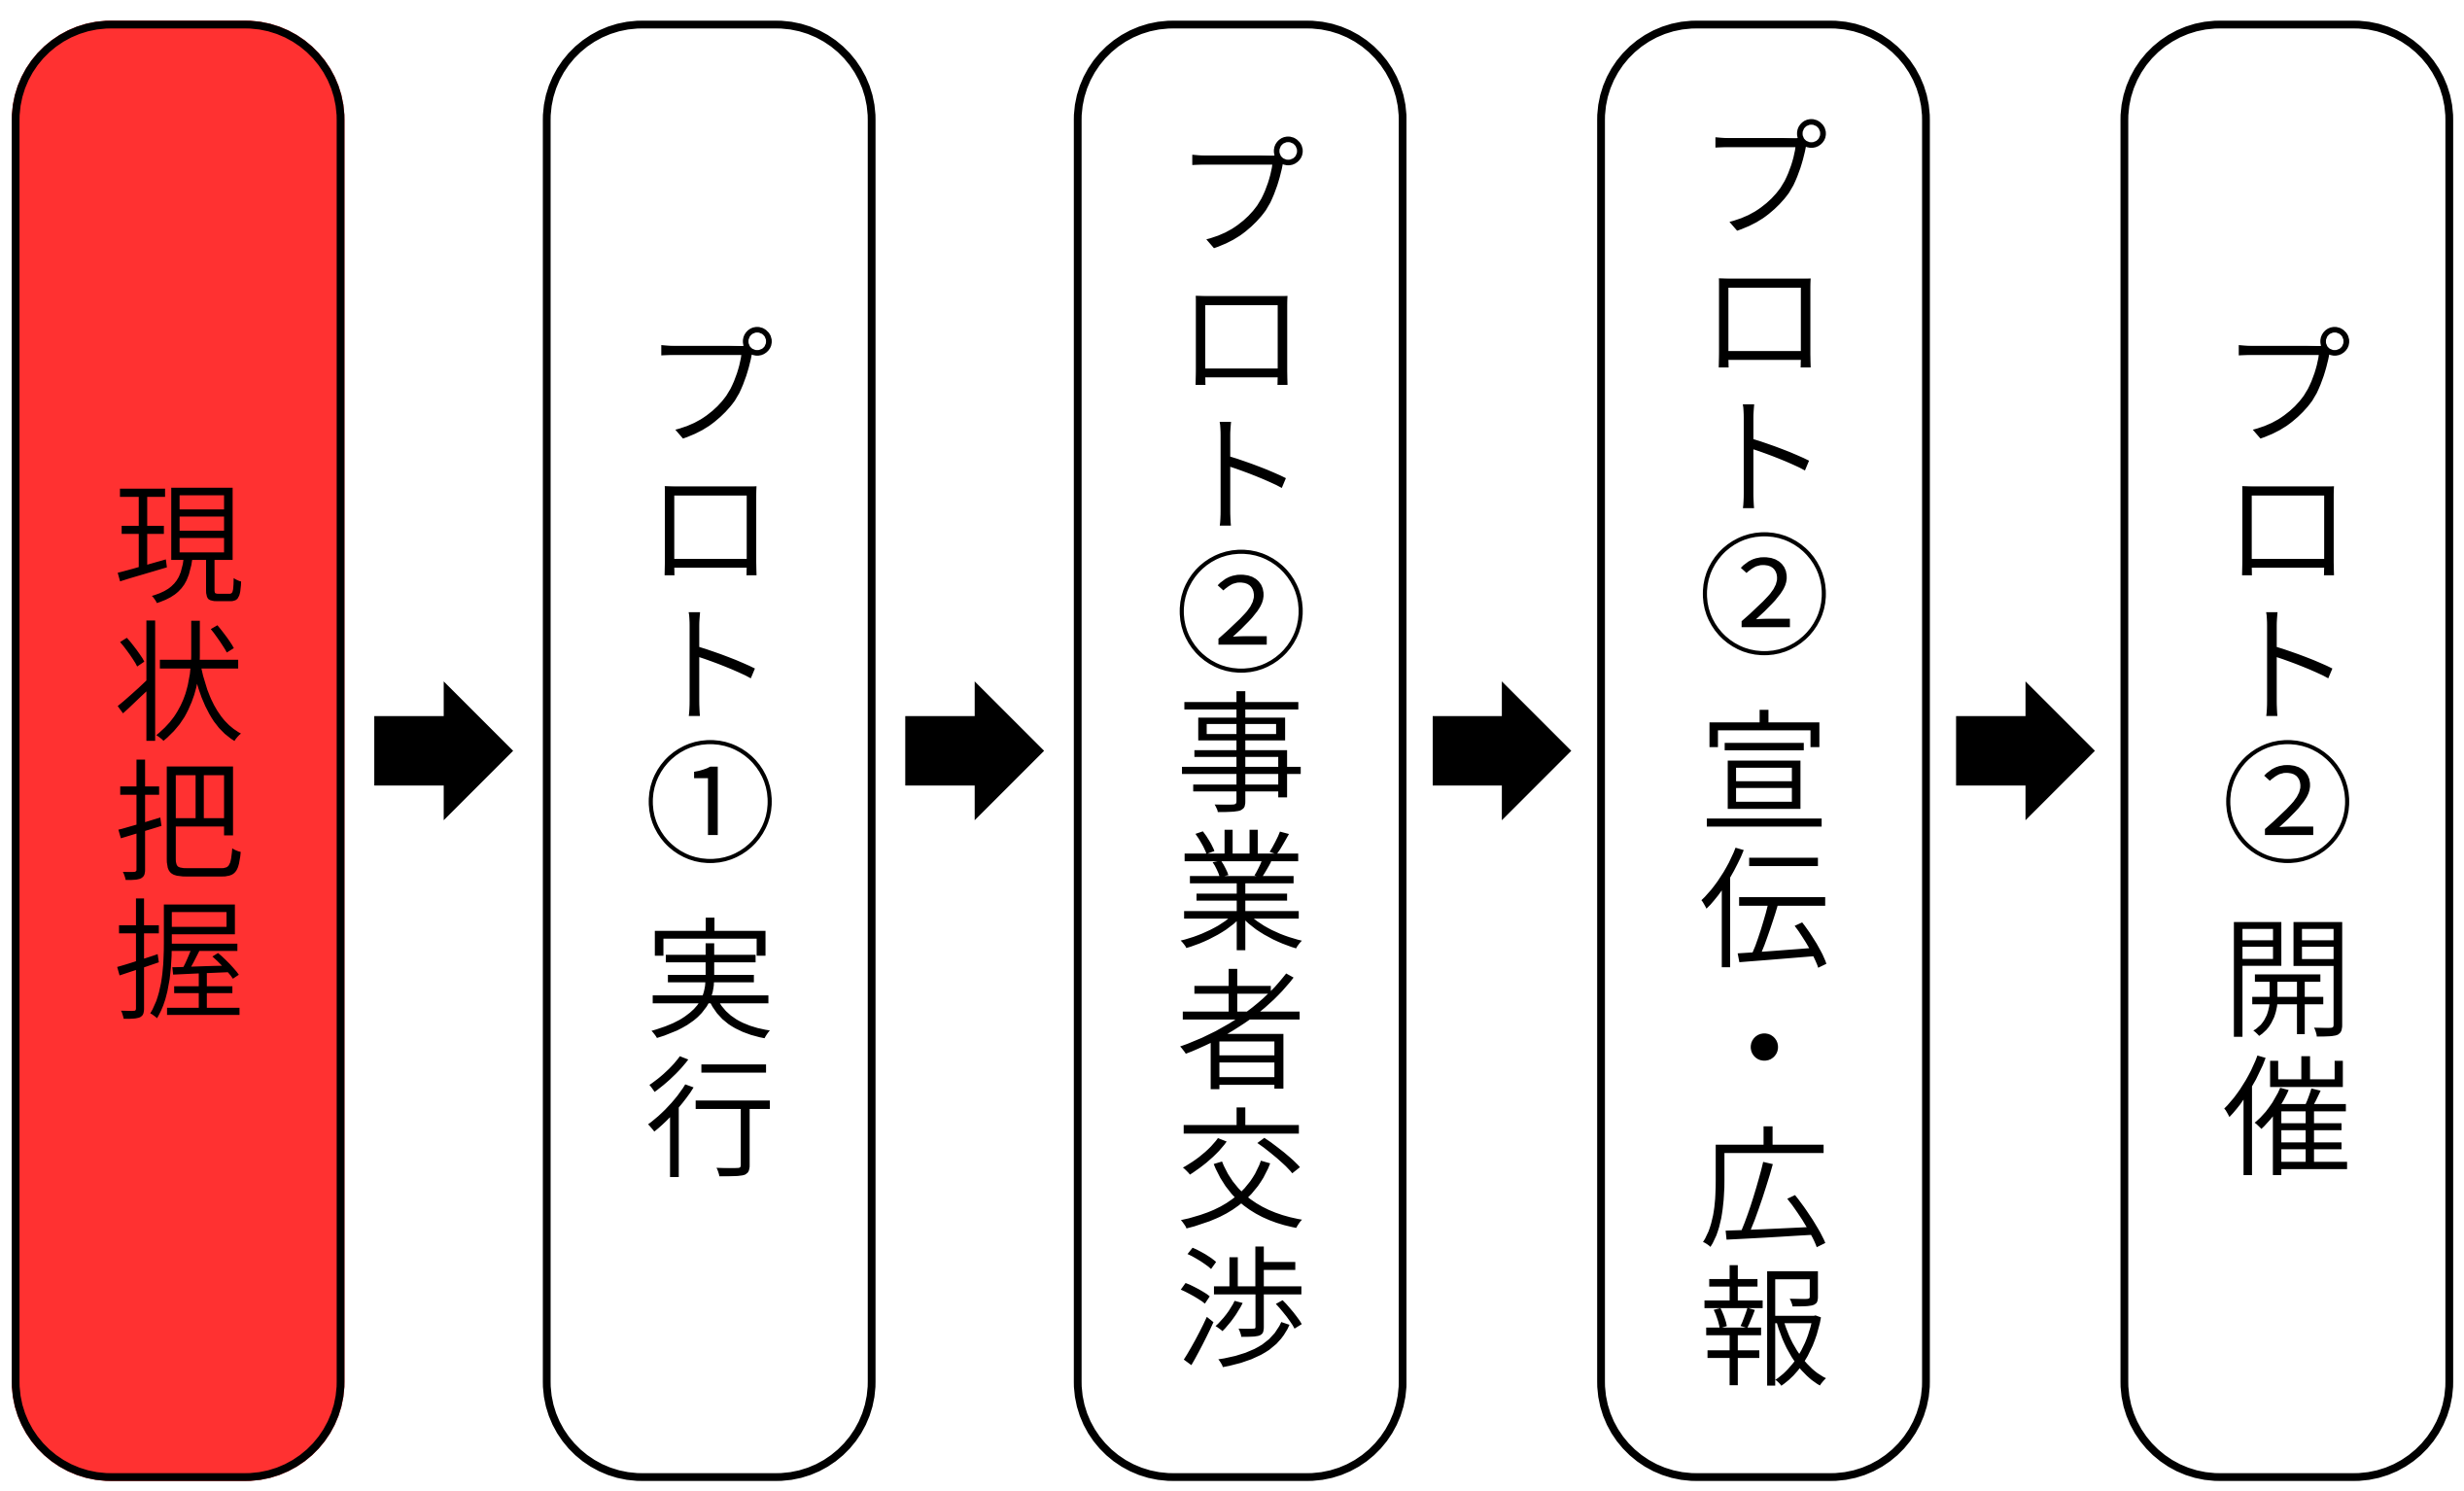 現状把握
プロト①実行
プロト②事業者交渉
プロト②宣伝・広報
プロト②開催